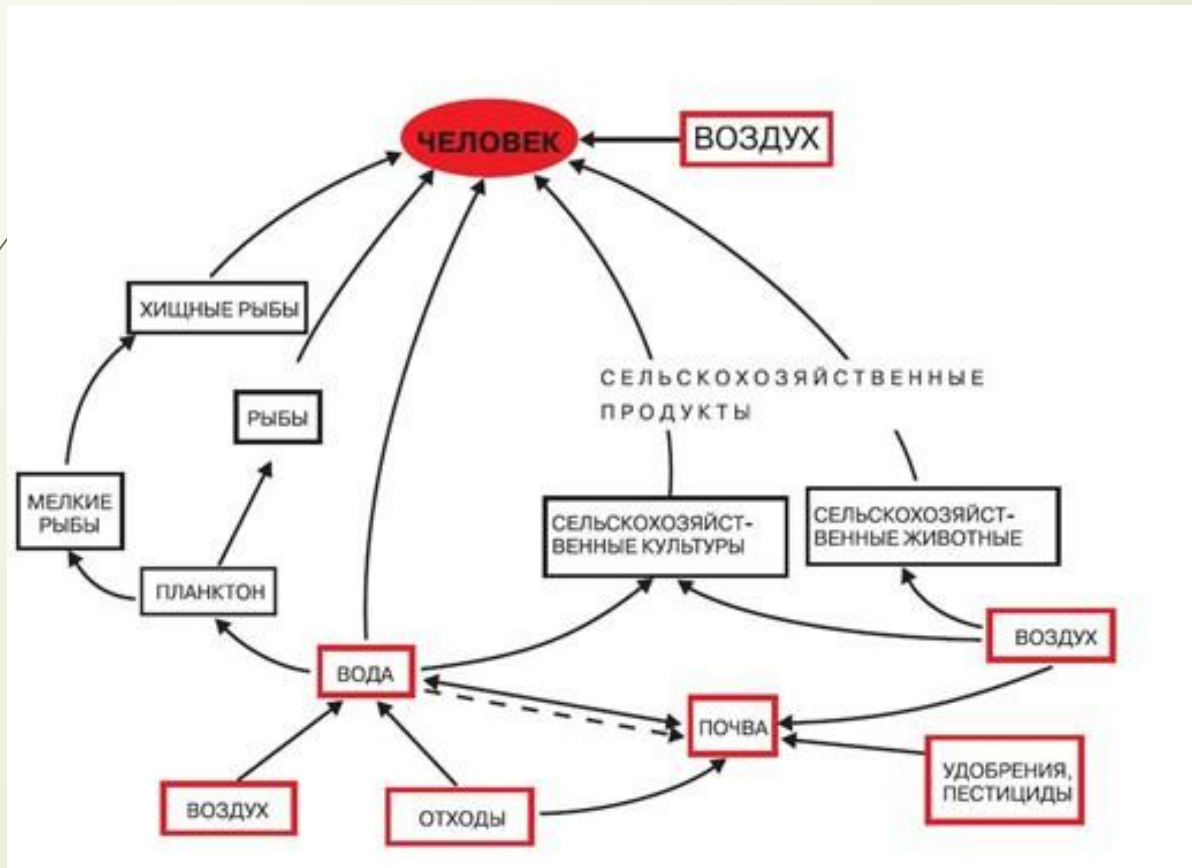 ЧЕЛОВЕК
ВОЗДУХ
ХИЩНЫЕ РЫБЫ
СЕЛЬСКОХОЗЯЙСТВЕННЫЕ
ПРОДУКТЫ
РЫБЫ
МЕЛКИЕ
РЫБЫ
СЕЛЬСКОХОЗЯЙСТ-
ВЕННЫЕ КУЛЬТУРЫ
СЕЛЬСКОХОЗЯЙСТ-
ВЕННЫЕ ЖИВОТНЫЕ
ПЛАНКТОН
ВОЗДУХ
ВОДА
ПОЧВА
УДОБРЕНИЯ,
ПЕСТИЦИДЫ
ВОЗДУХ
ОТХОДЫ